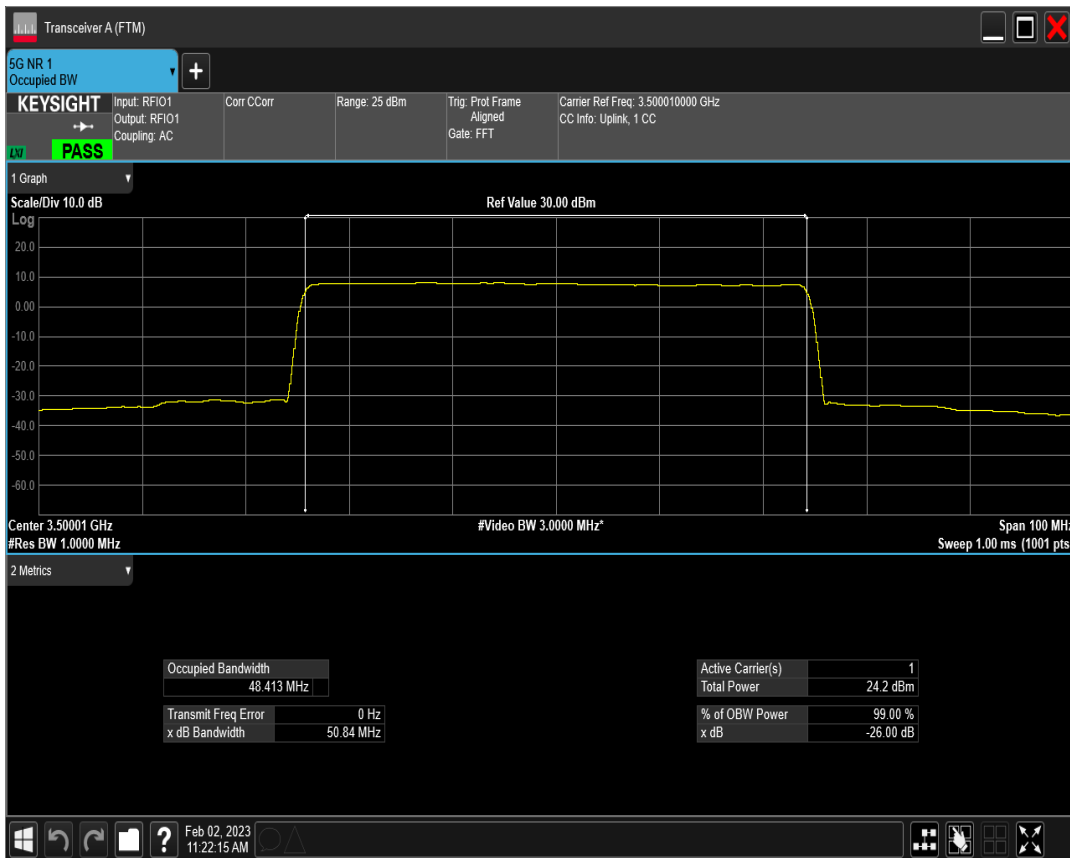 Transceiver A (FTM)
5G NR 1
Occupied BW
+
KEYSIGHT
LXI
PASS
Input: RFIO1
Output: RFIO1
Coupling: AC
Corr CCorr
Range: 25 dBm
Trig: Prot Frame
Aligned
Gate: FFT
Carrier Ref Freq: 3.500010000 GHz
CC Info: Uplink, 1 CC
1 Graph
Scale/Div 10.0 dB
Ref Value 30.00 dBm
Log
20.0
10.0
0.00
-10.0
-20.0
-30.0
-40.0
-50.0
-60.0
Center 3.50001 GHz
#Video BW 3.0000 MHz*
Span 100 MHz
#Res BW 1.0000 MHz
Sweep 1.00 ms (1001 pts
2 Metrics
Occupied Bandwidth
48.413 MHz
Transmit Freq Error 0 Hz
x dB Bandwidth 50.84 MHz
Active Carrier(s) 1
Total Power 24.2 dBm
% of OBW Power 99.00 %
x dB -26.00 dB
?
Feb 02, 2023
11:22:15 AM